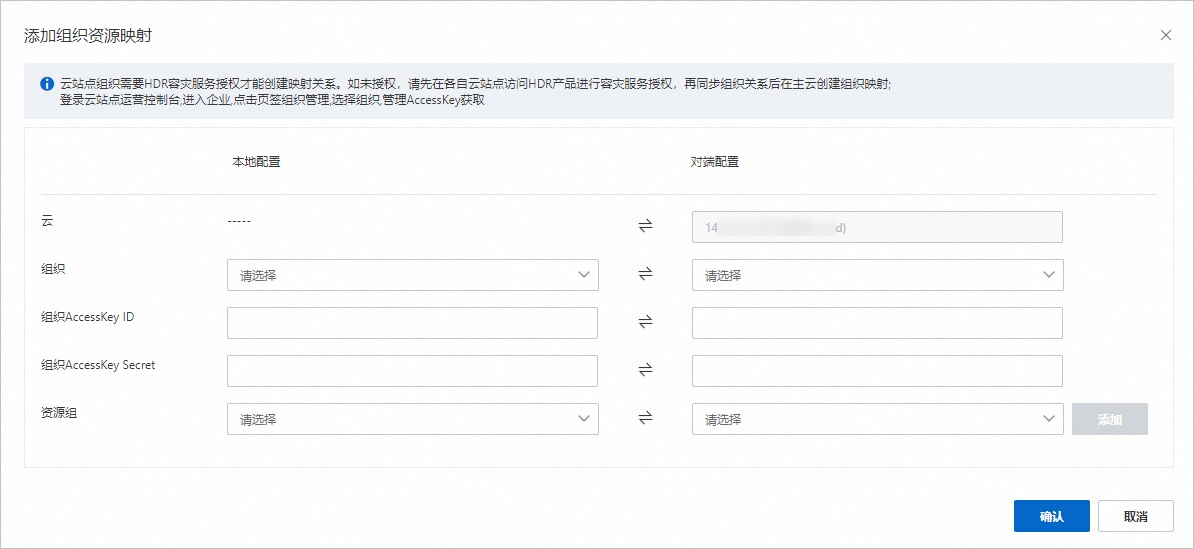 添加组织资源映射
云站点组织需要HDR容灾服务授权才能创建映射关系。如未授权，请先在各自云站点访问HDR产品进行容灾服务授权，再同步组织关系后在主云创建组织映射;
登录云站点运营控制台,进入企业,点击页签组织管理,选择组织,管理AccessKey获取
本地配置 对端配置
云 ----- 14 d)
组织 请选择 请选择
组织AccessKey ID
组织AccessKey Secret
资源组 请选择 请选择 添加
确认 取消